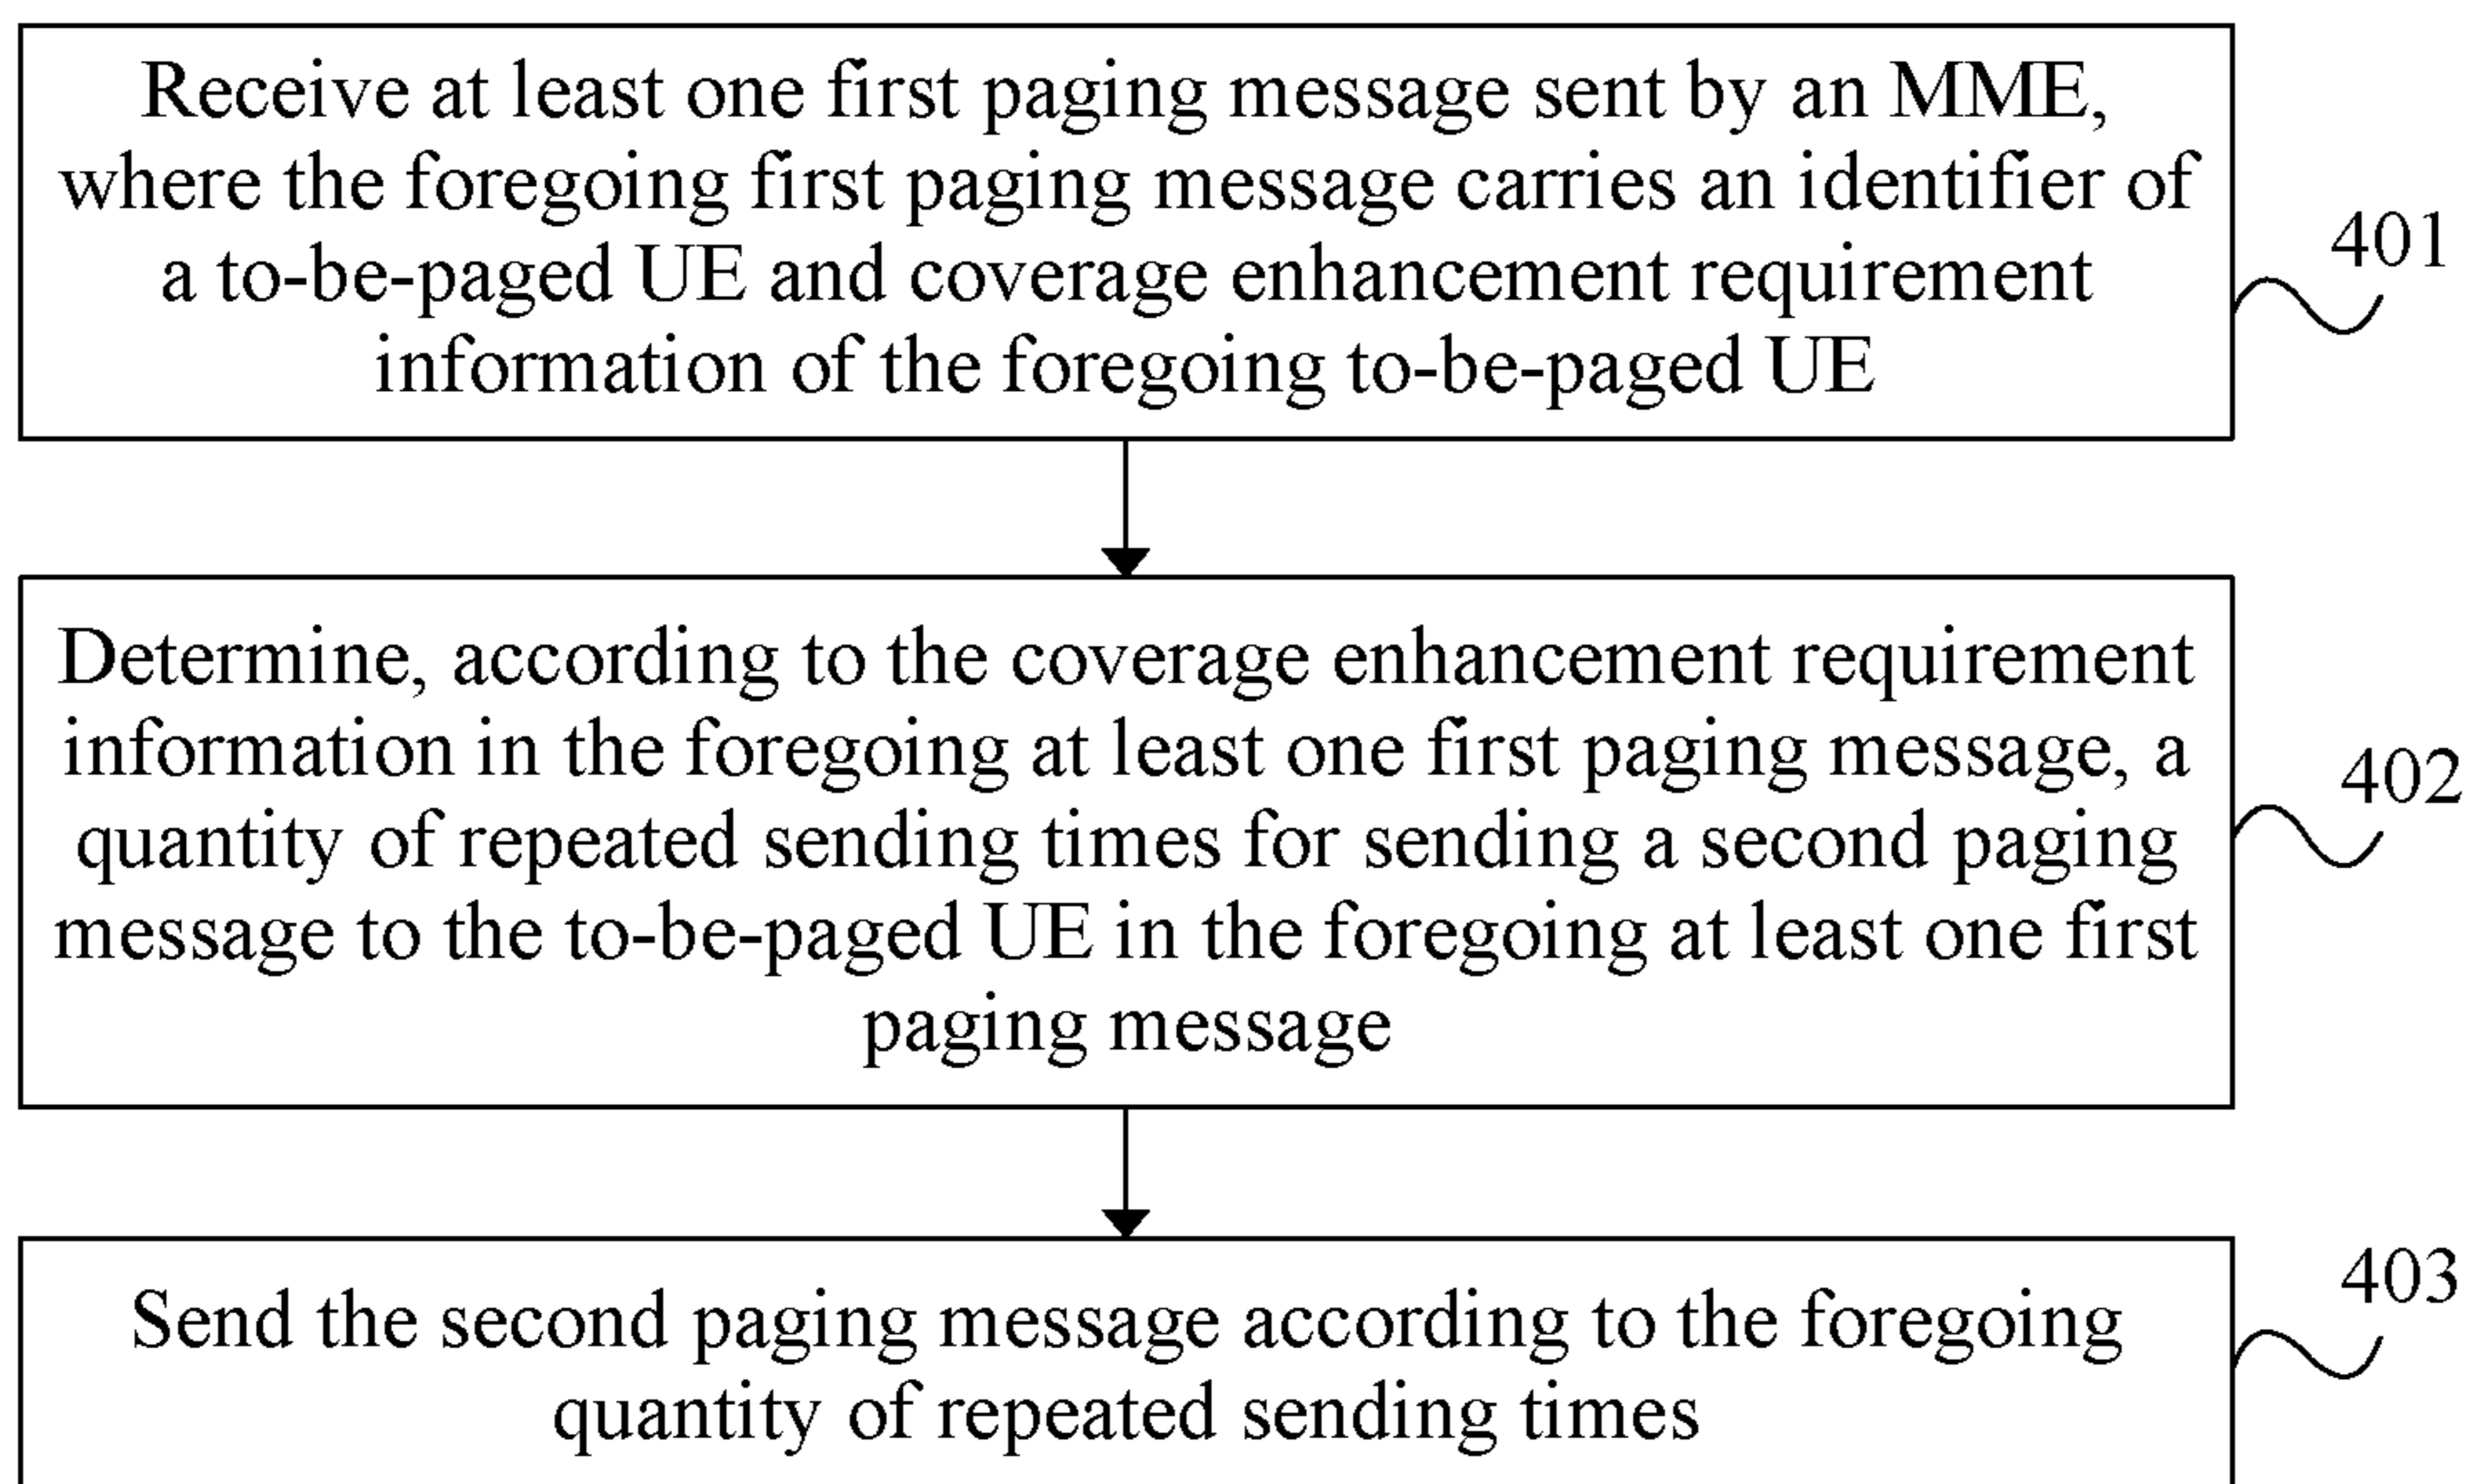 Receive at least one first paging message sent by an MME,
where the foregoing first paging message carries an identifier of
a to-be-paged UE and coverage enhancement requirement
information of the foregoing to-be-paged UE
401
Determine, according to the coverage enhancement requirement
information in the foregoing at least one first paging message, a
quantity of repeated sending times for sending a second paging
message to the to-be-paged UE in the foregoing at least one first
paging message
402
Send the second paging message according to the foregoing
quantity of repeated sending times
403